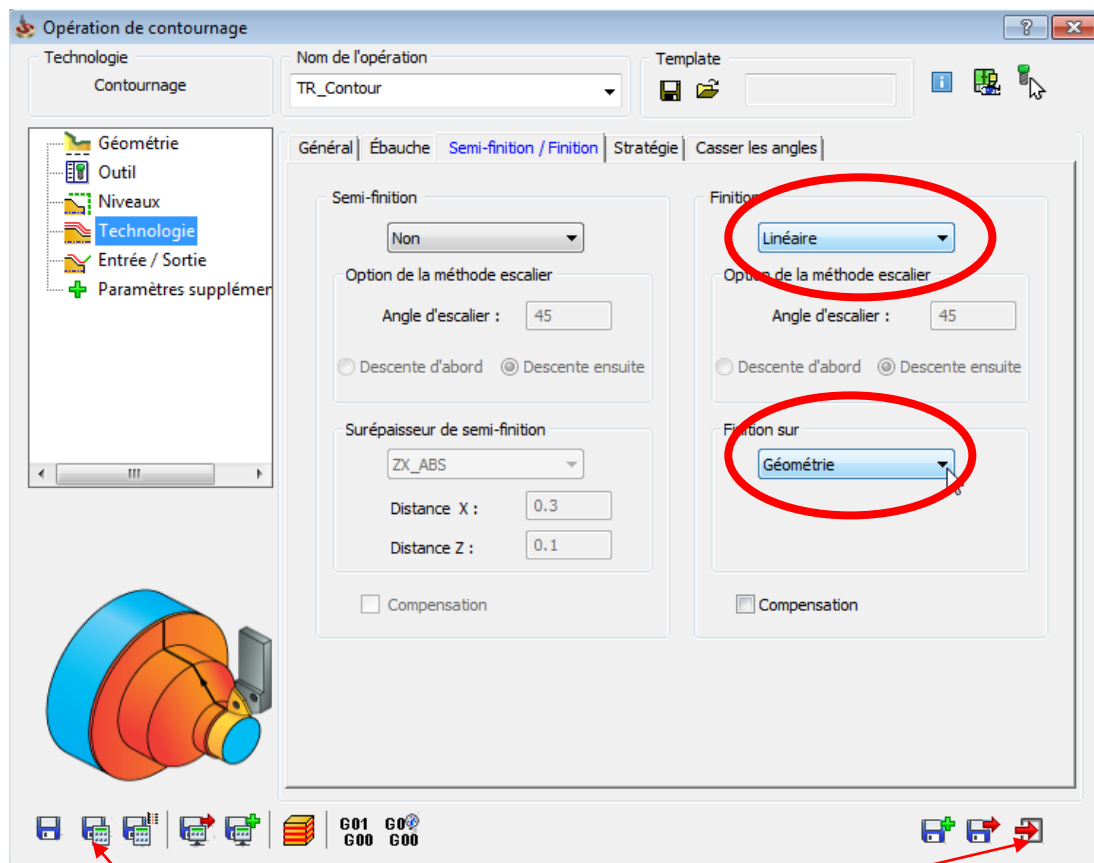 Opération de contournage
Technologie
Contournage
Nom de l'opération
TR_Contour
Template
Géométrie
Outil
Niveaux
Technologie
Entrée / Sortie
Paramètres supplémer
Général
Ébauche
Semi-finition / Finition
Stratégie
Casser les angles
Semi-finition
Non
Option de la méthode escalier
Angle d'escalier :
45
Descente d'abord
Descente ensuite
Surépaisseur de semi-finition
ZX_ABS
Distance X :
0.3
Distance Z :
0.1
Compensation
Finition
Linéaire
Option de la méthode escalier
Angle d'escalier :
45
Descente d'abord
Descente ensuite
Finition sur
Géométrie
Compensation
G01
G00
G0
G00